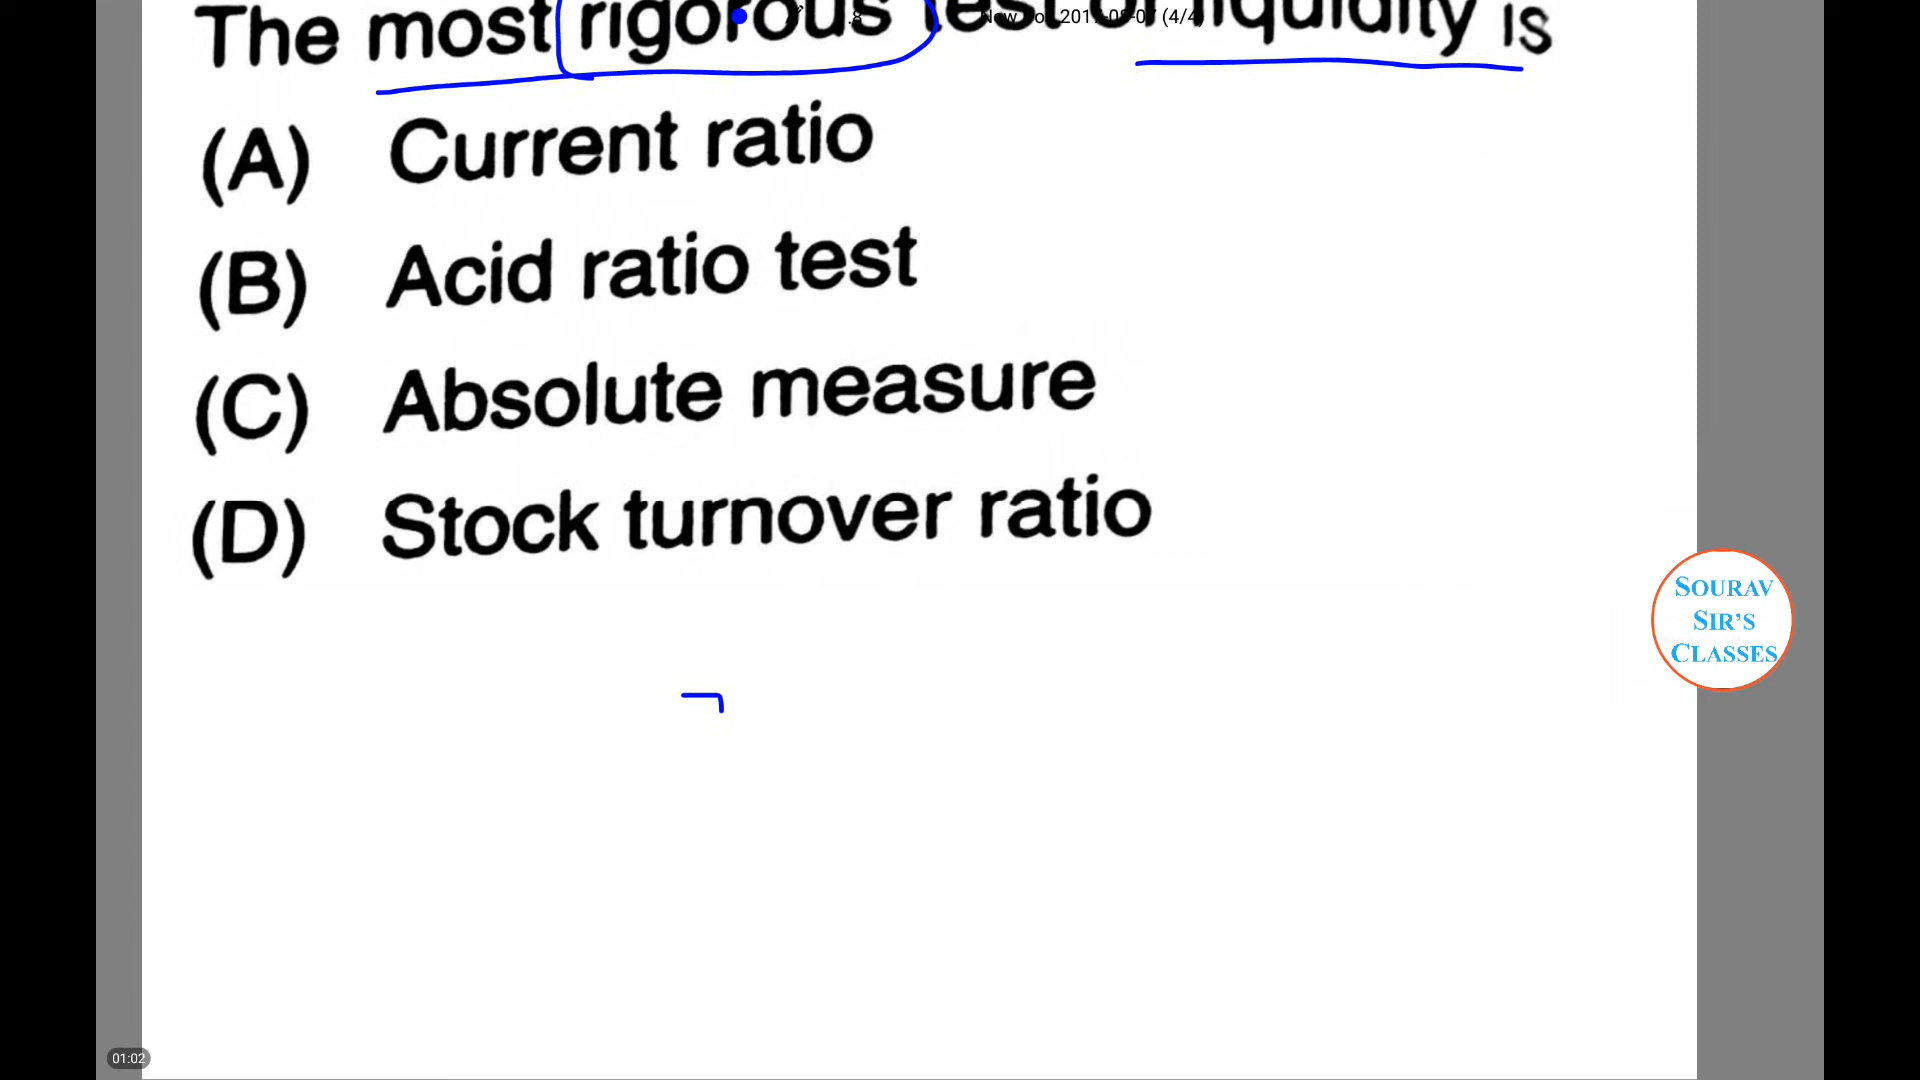 The most rigorous test of liquidity is
(A) Current ratio
(B) Acid ratio test
(C) Absolute measure
(D) Stock turnover ratio
SOURAV
SIR'S
CLASSES
01:02